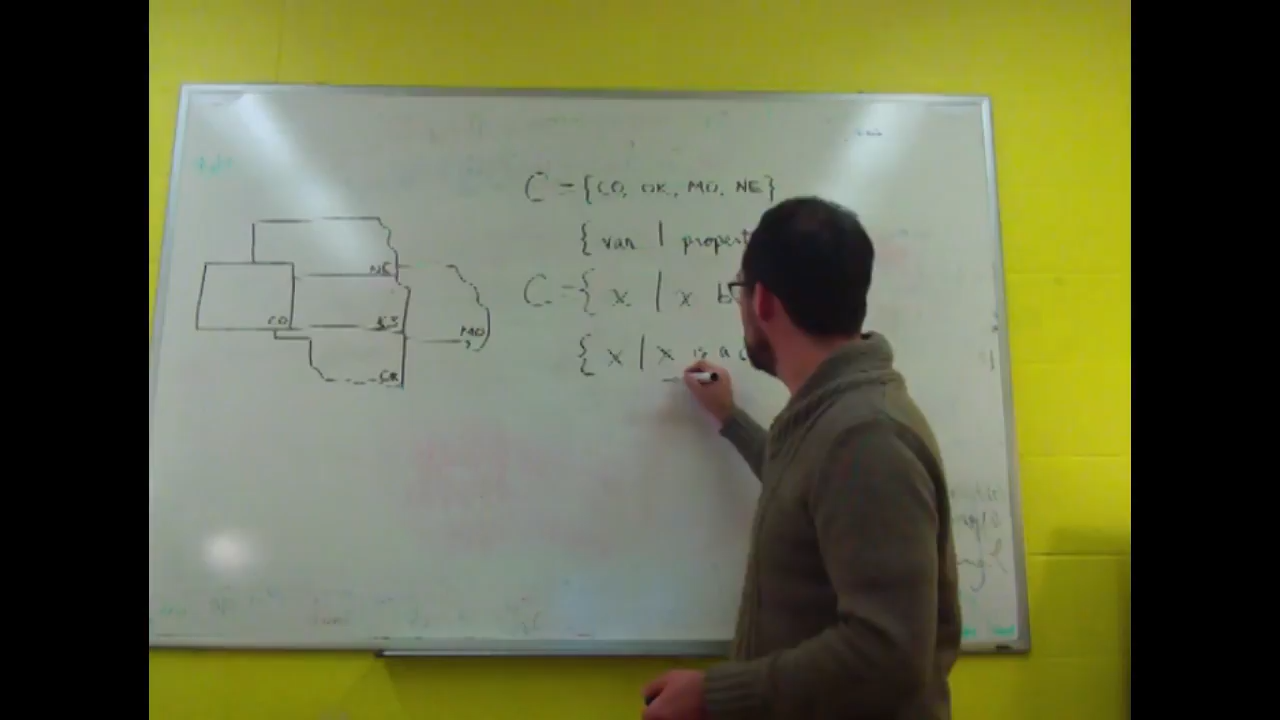 C = {CO, OK, MO, NE}
{ var | propert
C = { x | x b
{ x | x is a c
NE
CO
KS
MO
OK